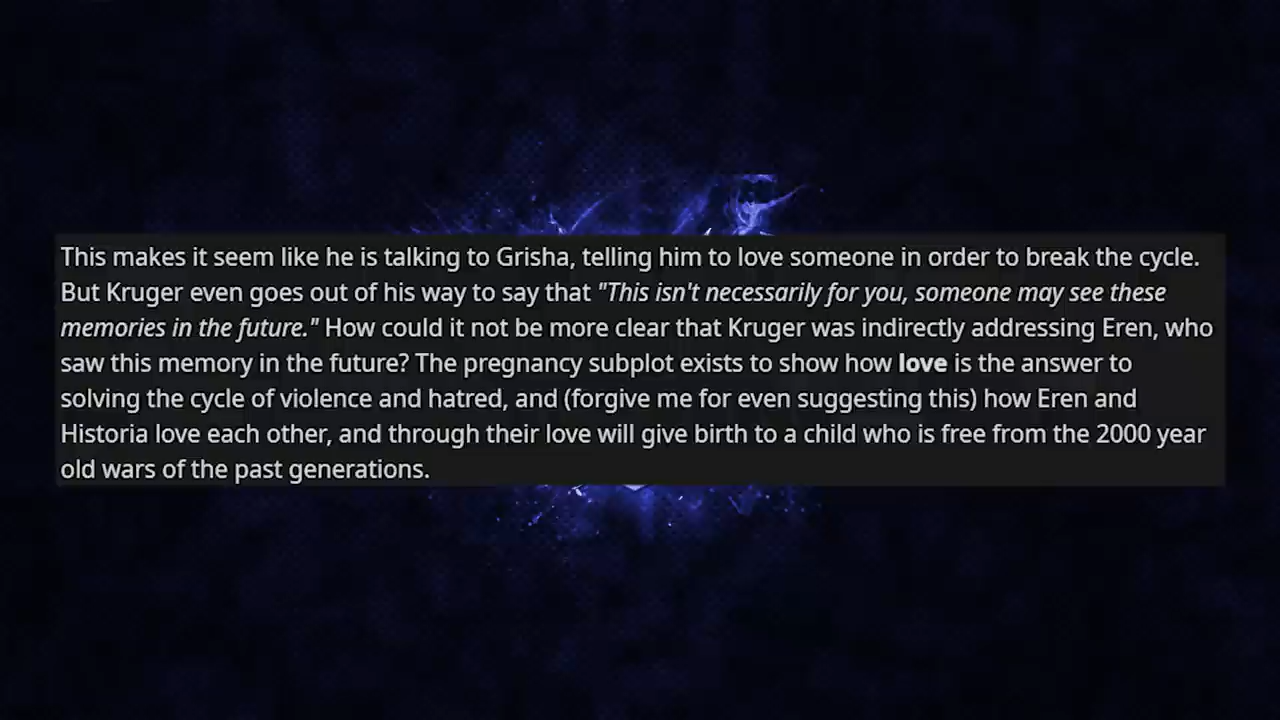 This makes it seem like he is talking to Grisha, telling him to love someone in order to break the cycle.
But Kruger even goes out of his way to say that "This isn't necessarily for you, someone may see these
memories in the future." How could it not be more clear that Kruger was indirectly addressing Eren, who
saw this memory in the future? The pregnancy subplot exists to show how love is the answer to
solving the cycle of violence and hatred, and (forgive me for even suggesting this) how Eren and
Historia love each other, and through their love will give birth to a child who is free from the 2000 year
old wars of the past generations.